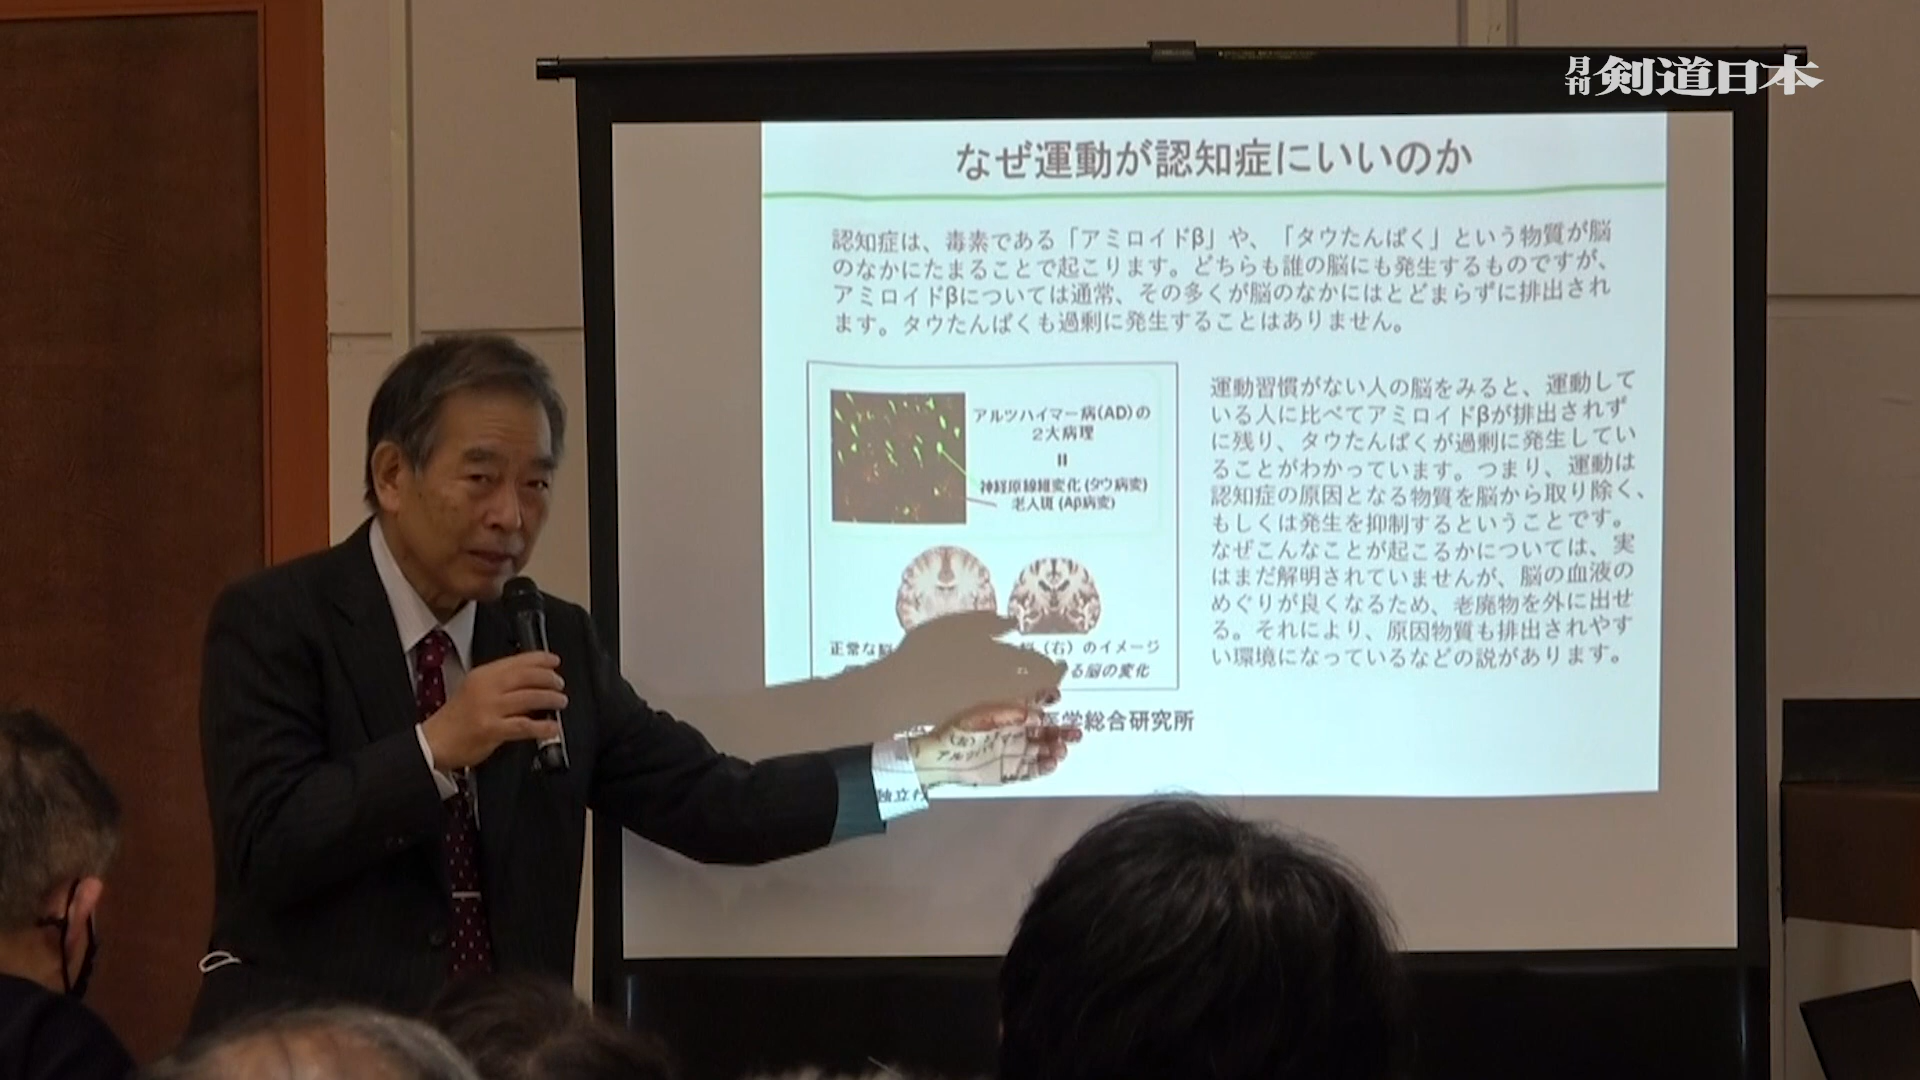 月刊 剣道日本
なぜ運動が認知症にいいのか
認知症は、毒素である「アミロイドβ」や、「タウたんぱく」という物質が脳
のなかにたまることで起こります。どちらも誰の脳にも発生するものですが、
アミロイドβについては通常、その多くが脳のなかにはとどまらずに排出され
ます。タウたんぱくも過剰に発生することはありません。
アルツハイマー病(AD)の
2大病理
=
神経原線維変化(タウ病変)
老人斑(Aβ病変)
正常な脳
(右)のイメージ
る脳の変化
運動習慣がない人の脳をみると、運動して
いる人に比べてアミロイドβが排出されず
に残り、タウたんぱくが過剰に発生してい
ることがわかっています。つまり、運動は
認知症の原因となる物質を脳から取り除く、
もしくは発生を抑制するということです。
なぜこんなことが起こるかについては、実
はまだ解明されていませんが、脳の血液の
めぐりが良くなるため、老廃物を外に出せ
る。それにより、原因物質も排出されやす
い環境になっているなどの説があります。
医学総合研究所
(左)
アルツハイ
独立行